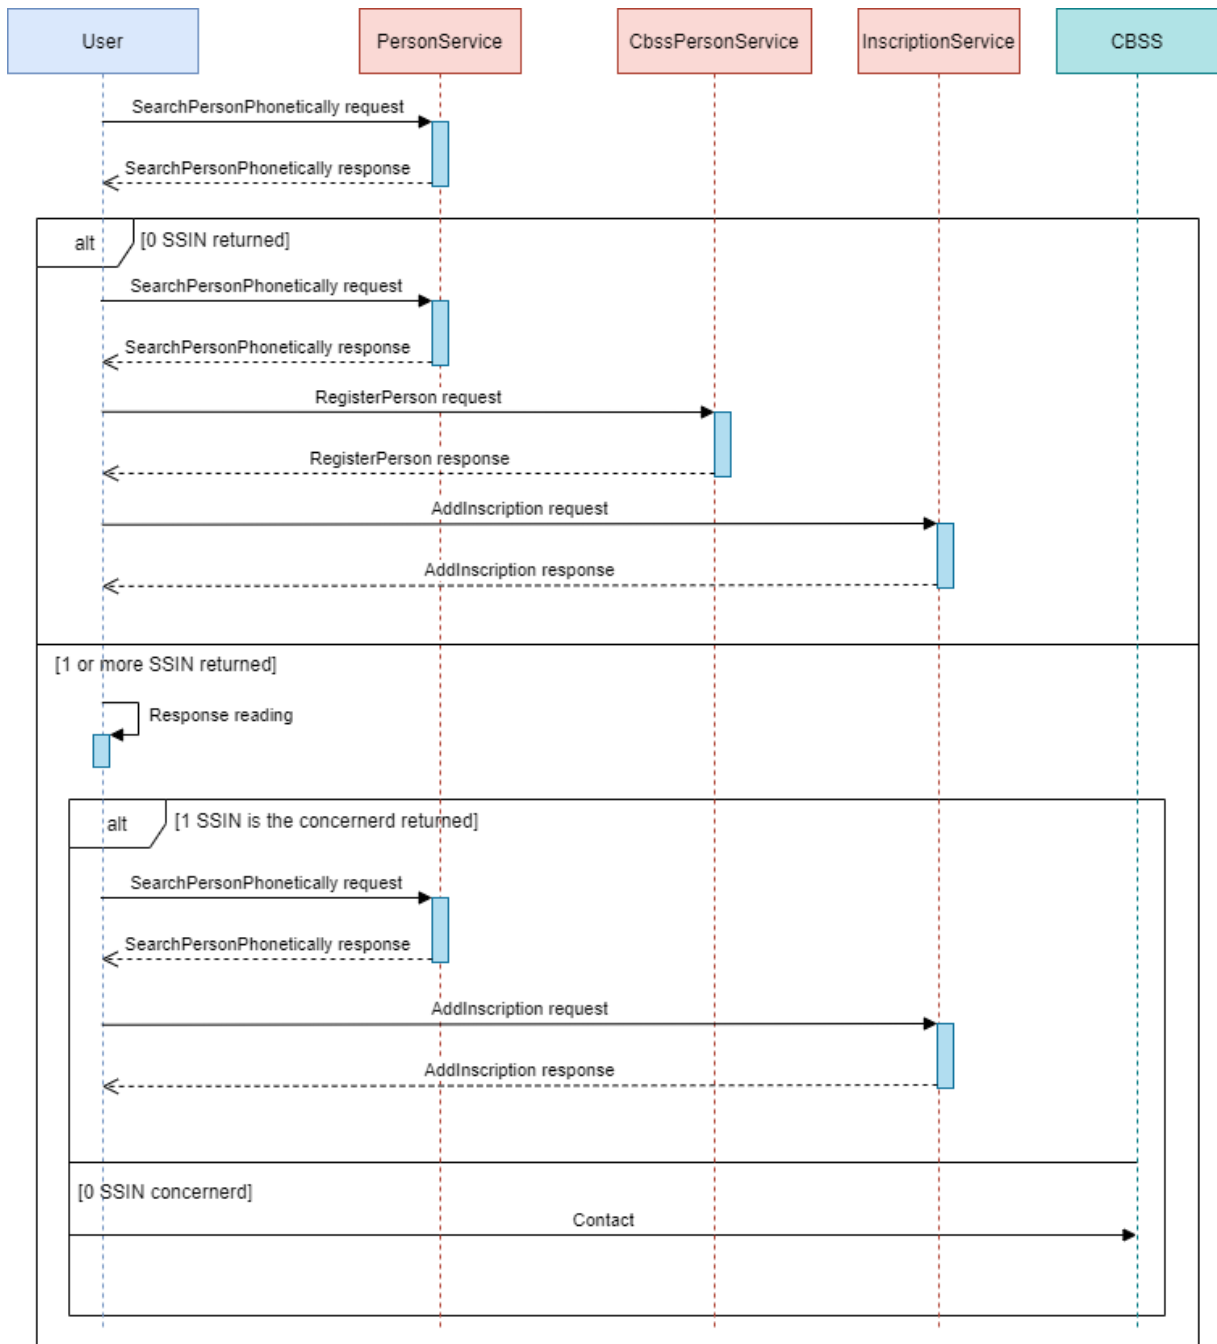 User
PersonService
CbssPersonService
InscriptionService
CBSS
SearchPersonPhonetically request
SearchPersonPhonetically response
alt
[0 SSIN returned]
SearchPersonPhonetically request
SearchPersonPhonetically response
RegisterPerson request
RegisterPerson response
AddInscription request
AddInscription response
[1 or more SSIN returned]
Response reading
alt
[1 SSIN is the concernerd returned]
SearchPersonPhonetically request
SearchPersonPhonetically response
AddInscription request
AddInscription response
[0 SSIN concernerd]
Contact